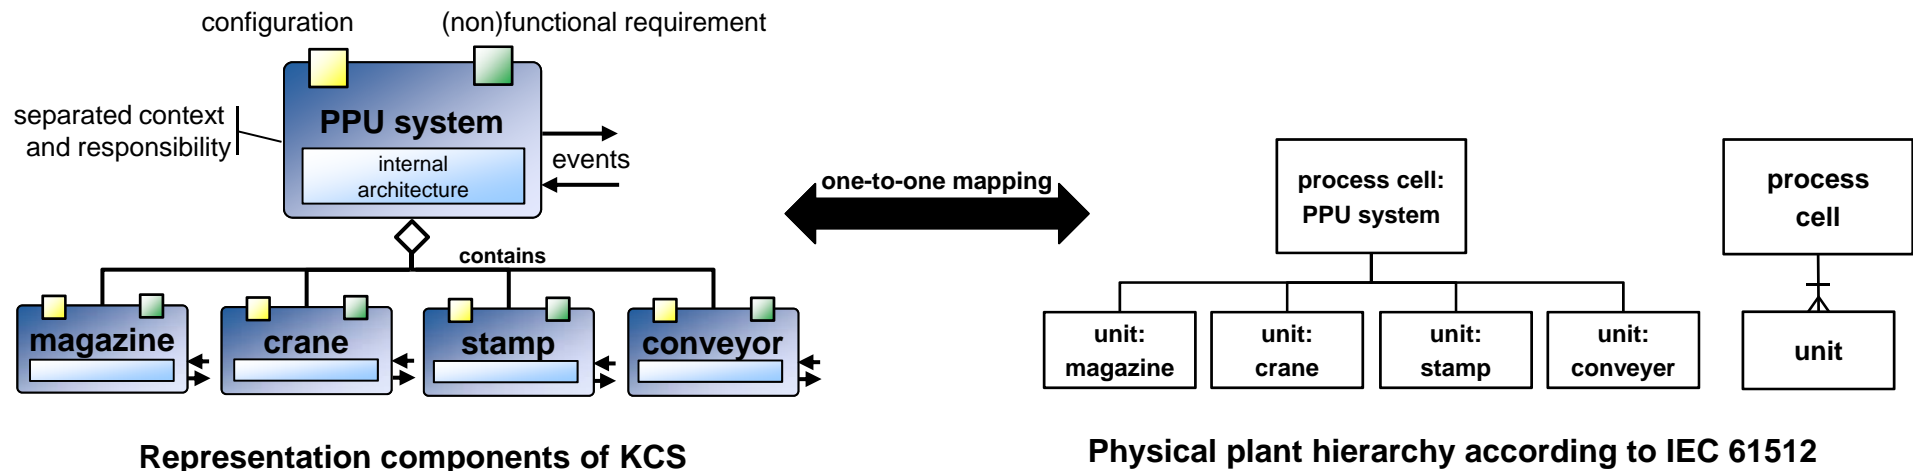 configuration
(non)functional requirement
separated context
and responsibility
PPU system
internal
architecture
events
contains
magazine
crane
stamp
conveyor
Representation components of KCS
one-to-one mapping
process cell:
PPU system
unit:
magazine
unit:
crane
unit:
stamp
unit:
conveyer
process
cell
unit
Physical plant hierarchy according to IEC 61512